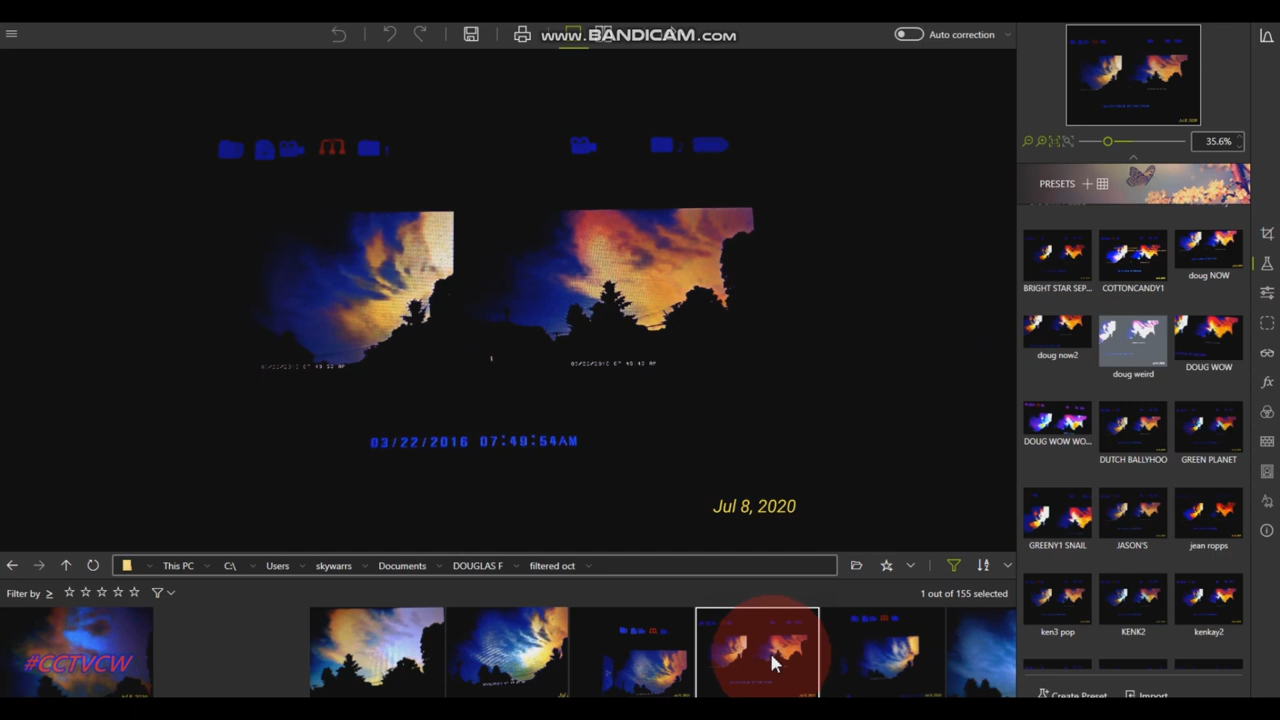 www.BANDICAM.com
Auto correction
35.6%
PRESETS
BRIGHT STAR SEP...
COTTONCANDY1
doug NOW
doug now2
doug weird
DOUG WOW
DOUG WOW WO...
DUTCH BALLYHOO
GREEN PLANET
GREENY1 SNAIL
JASON'S
jean ropps
ken3 pop
KENK2
kenkay2
Create Preset
Import
03/22/2016 07:49:54AM
Jul 8, 2020
This PC
C:\
Users
skywarrs
Documents
DOUGLAS F
filtered oct
Filter by ≥
1 out of 155 selected
#CCTVCW